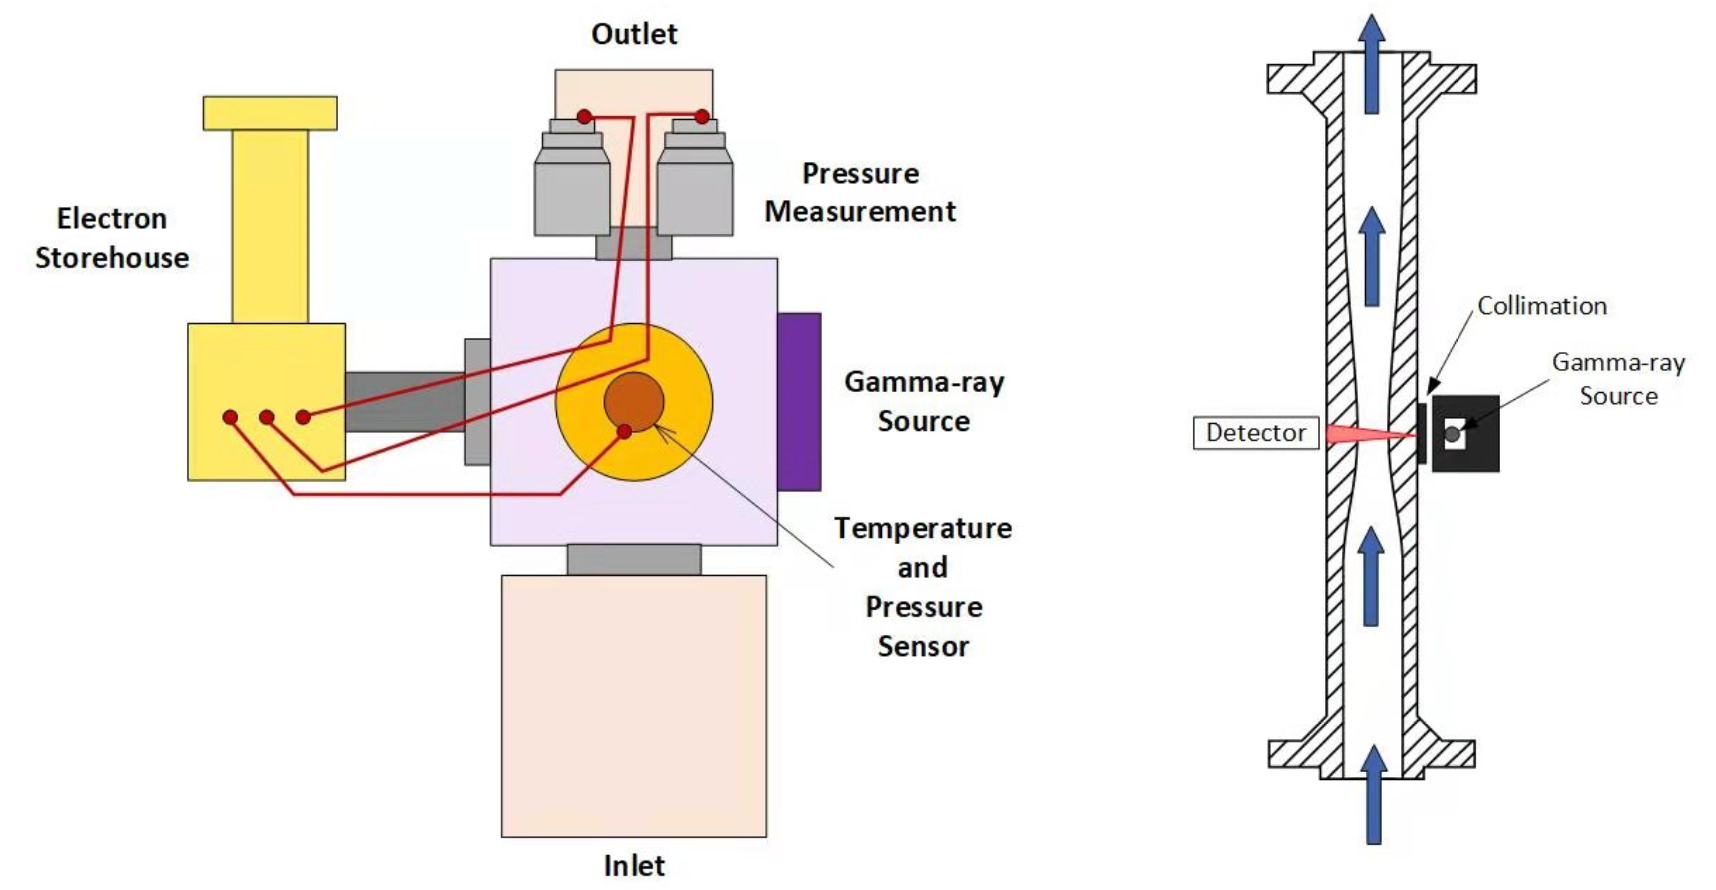 Outlet
Pressure
Measurement
Electron
Storehouse
Gamma-ray
Source
Temperature
and
Pressure
Sensor
Inlet
Collimation
Gamma-ray
Source
Detector